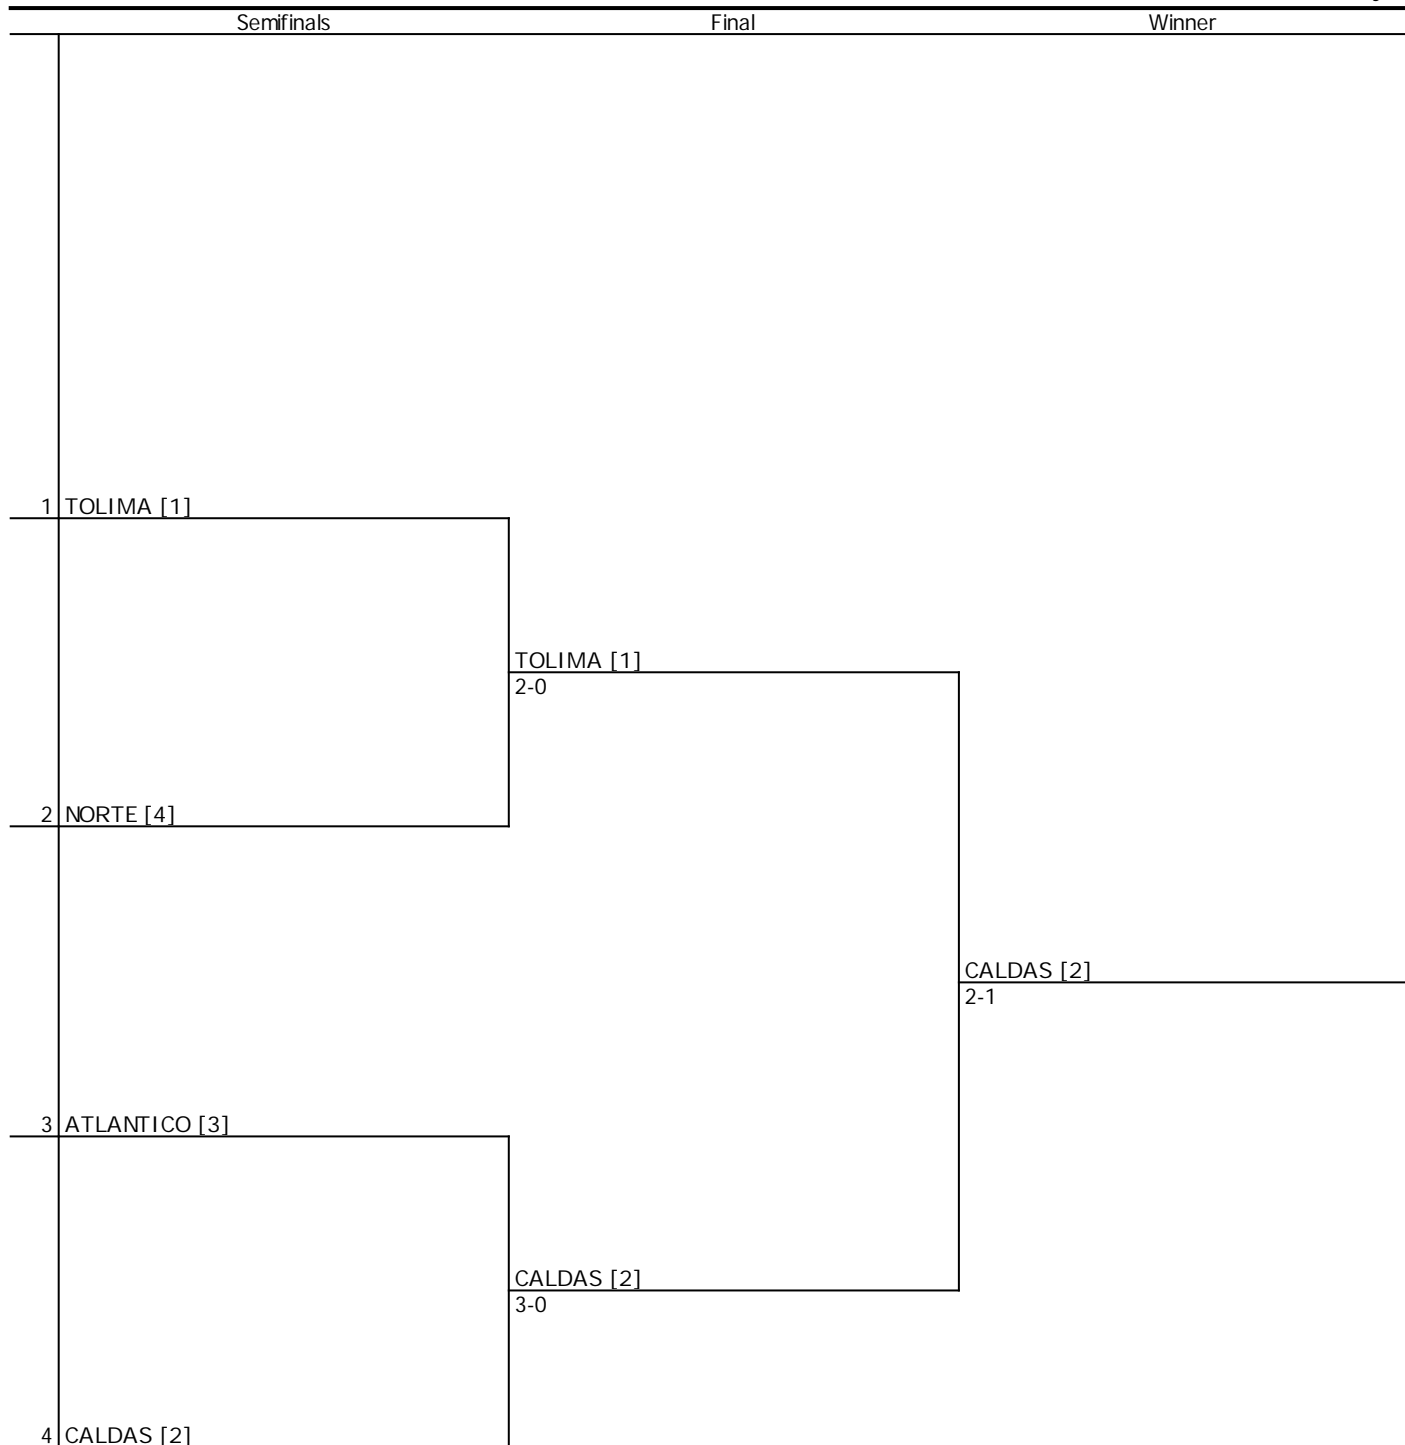 Semifinals Final Winner
1 TOLIMA [1]
TOLIMA [1]
2-0
2 NORTE [4]
CALDAS [2]
2-1
3 ATLANTICO [3]
CALDAS [2]
3-0
4 CALDAS [2]